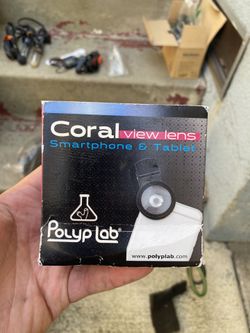 Coral view lens
Smartphone & Tablet
Polyp Lab®
www.polyplab.com